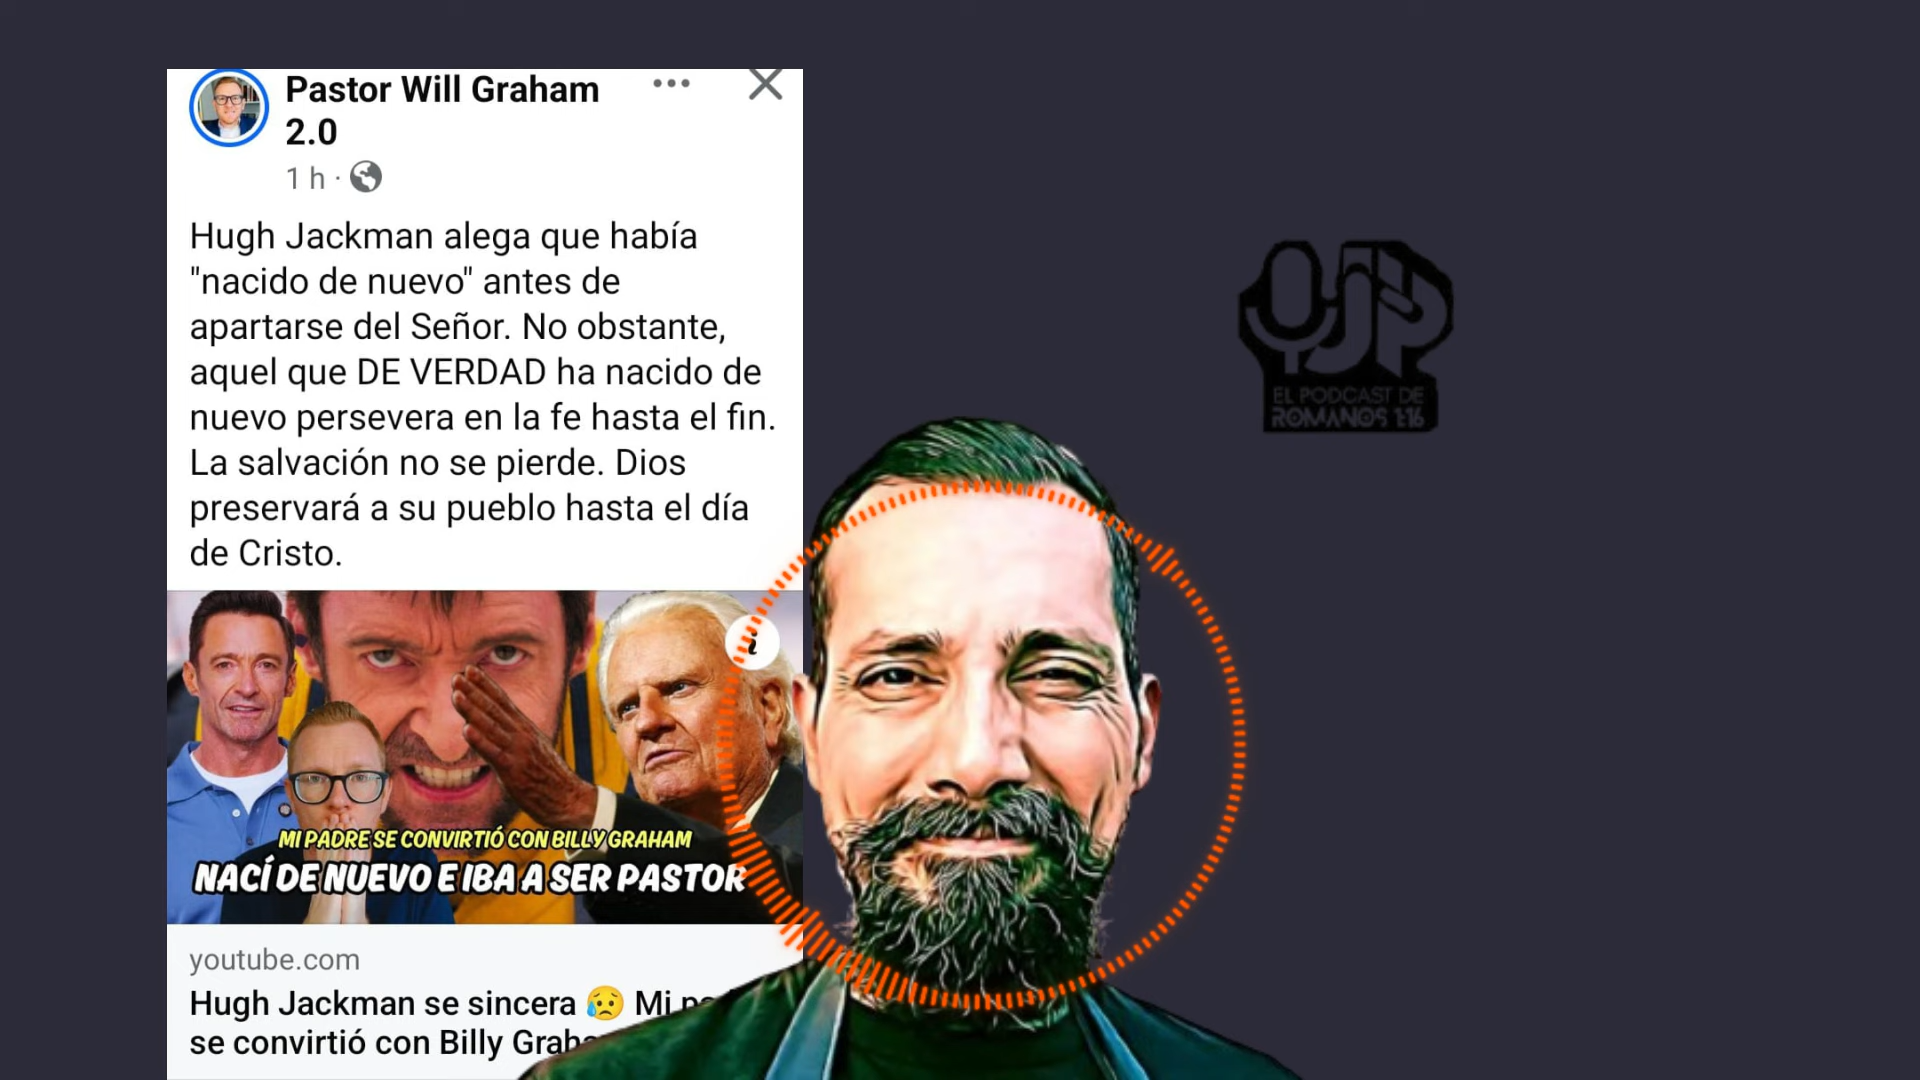 Pastor Will Graham
2.0
1 h ·
Hugh Jackman alega que había
"nacido de nuevo" antes de
apartarse del Señor. No obstante,
aquel que DE VERDAD ha nacido de
nuevo persevera en la fe hasta el fin.
La salvación no se pierde. Dios
preservará a su pueblo hasta el día
de Cristo.
MI PADRE SE CONVIRTIÓ CON BILLY GRAHAM
NACÍ DE NUEVO E IBA A SER PASTOR
youtube.com
Hugh Jackman se sincera 😥 Mi
se convirtió con Billy
YJP
EL PODCAST DE
ROMANOS 1:16